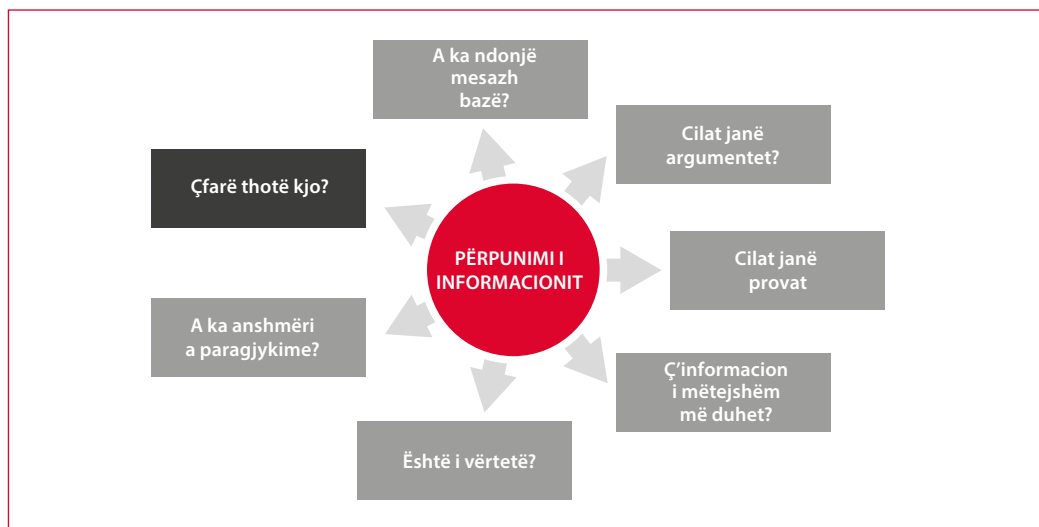 A ka ndonjë
mesazh
bazë?
Cilat janë
argumentet?
Çfarë thotë kjo?
PËRPUNIMI I
INFORMACIONIT
Cilat janë
provat
A ka anshmëri
a paragjykime?
Ç’informacion
i mëtejshëm
më duhet?
Është i vërtetë?